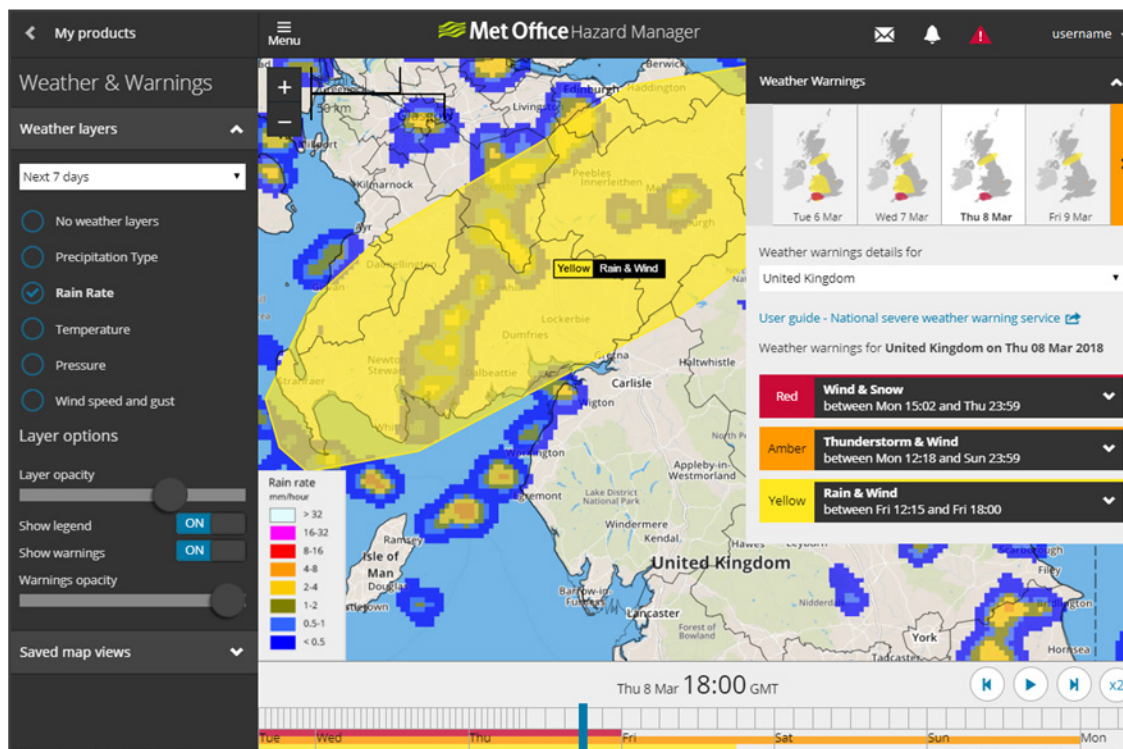 My products
Menu
Met Office Hazard Manager
username
Weather & Warnings
Weather layers
Next 7 days
No weather layers
Precipitation Type
Rain Rate
Temperature
Pressure
Wind speed and gust
Layer options
Layer opacity
Show legend ON
Show warnings ON
Warnings opacity
Saved map views
+
−
50 km
Berwick
Edinburgh
Haddington
Livingston
Glasgow
Kilmarnock
Peebles
Innerleithen
Ayr
Dalmellington
Girvan
Yellow Rain & Wind
Lockerbie
Dumfries
Newton
Stewart
Dalbeattie
Stranraer
Gretna
Haltwhistle
Carlisle
Wigton
Workington
Egremont
Appleby-in-
Westmorland
Lake District
National Park
Windermere
Kendal
Hawes
Leyburn
Ramsey
Isle of
Man
Douglas
United Kingdom
Barrow-in-
Furness
Lancaster
Forest of
Bowland
Nidderdale
York
Tadcaster
Scarborough
Filey
Bridlington
Hornsea
Rain rate
mm/hour
> 32
16-32
8-16
4-8
2-4
1-2
0.5-1
< 0.5
Weather Warnings
Tue 6 Mar
Wed 7 Mar
Thu 8 Mar
Fri 9 Mar
Weather warnings details for
United Kingdom
User guide - National severe weather warning service
Weather warnings for United Kingdom on Thu 08 Mar 2018
Red Wind & Snow
between Mon 15:02 and Thu 23:59
Amber Thunderstorm & Wind
between Mon 12:18 and Sun 23:59
Yellow Rain & Wind
between Fri 12:15 and Fri 18:00
Thu 8 Mar 18:00 GMT
x2
Tue Wed Thu Fri Sat Sun Mon